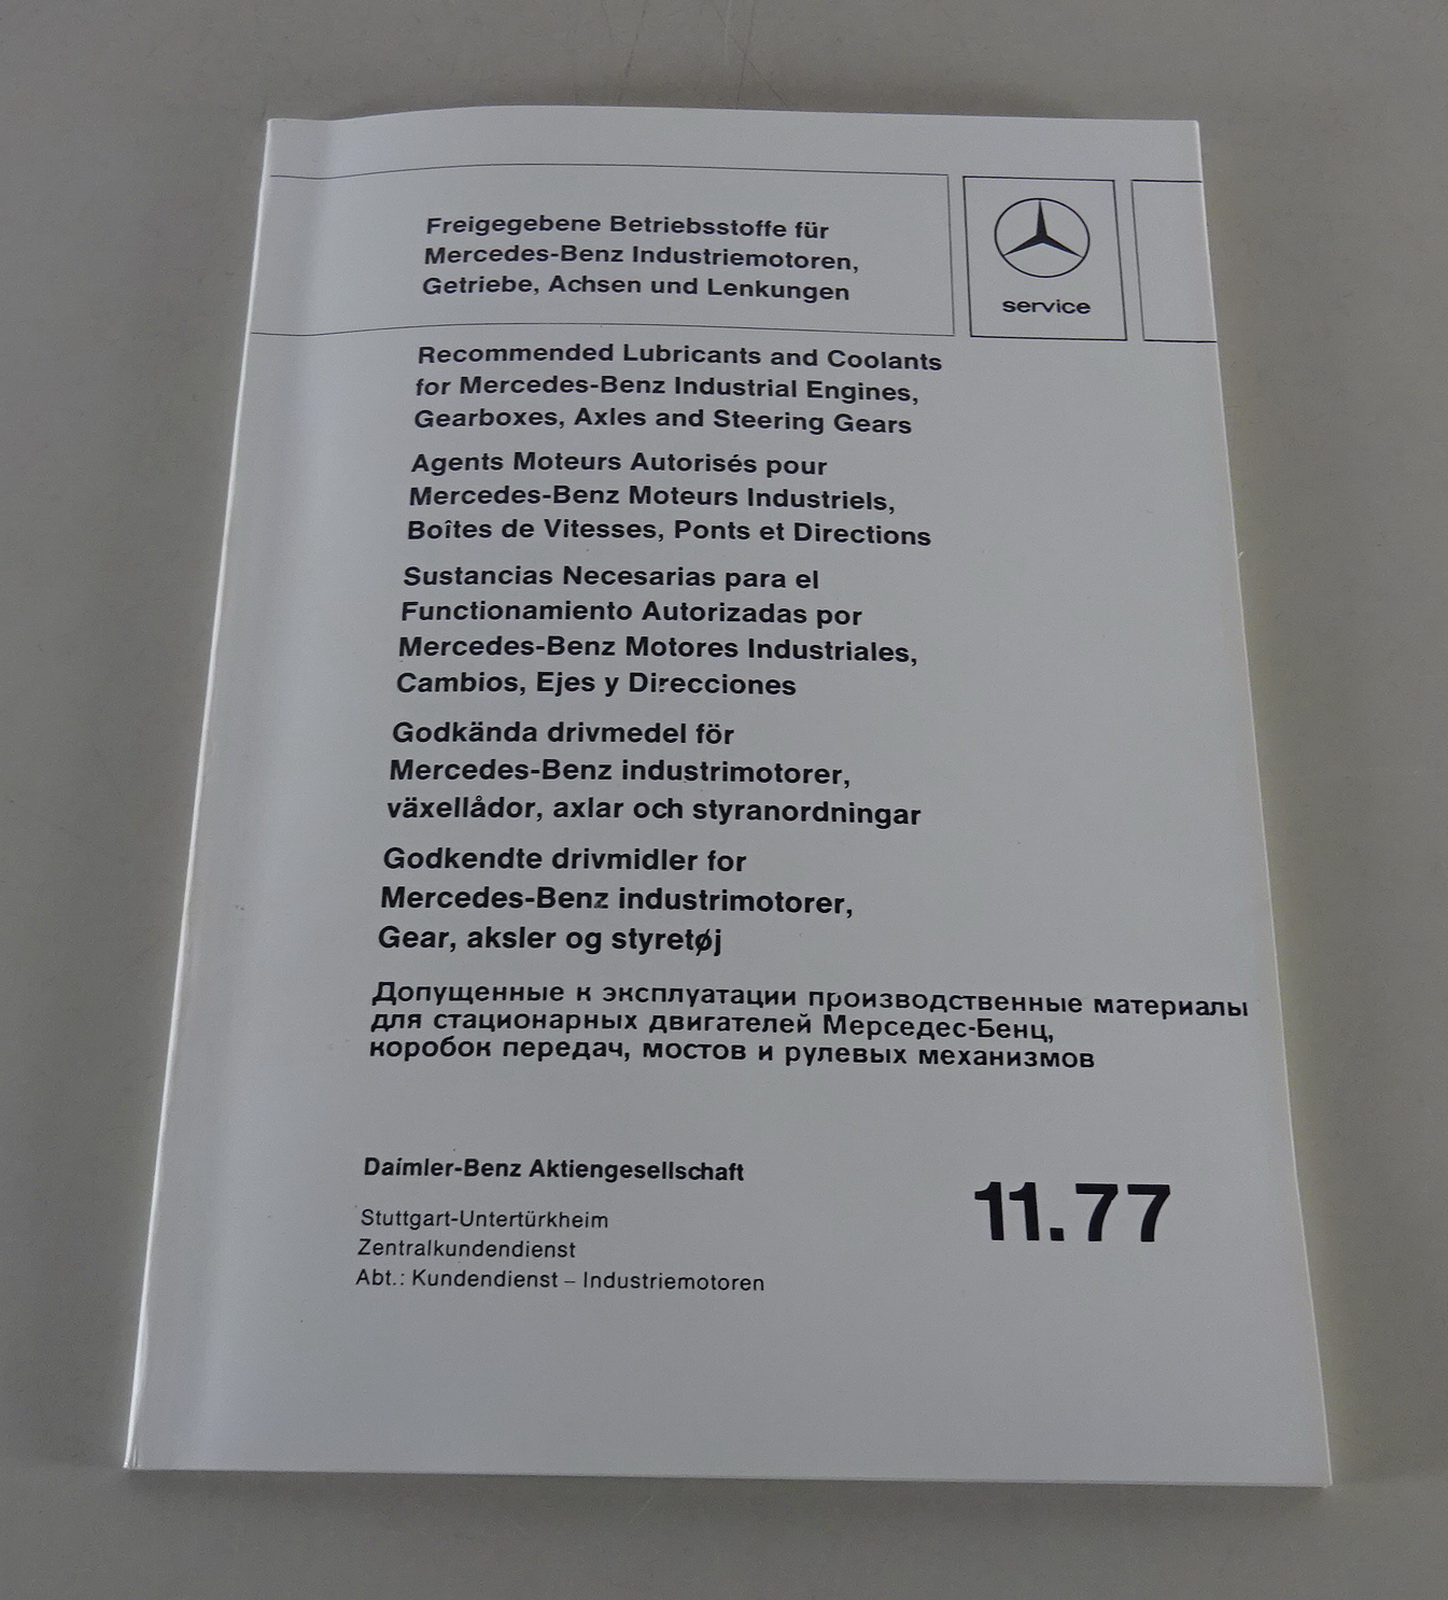 Freigegebene Betriebsstoffe für
Mercedes-Benz Industriemotoren,
Getriebe, Achsen und Lenkungen
service
Recommended Lubricants and Coolants
for Mercedes-Benz Industrial Engines,
Gearboxes, Axles and Steering Gears
Agents Moteurs Autorisés pour
Mercedes-Benz Moteurs Industriels,
Boîtes de Vitesses, Ponts et Directions
Sustancias Necesarias para el
Functionamiento Autorizadas por
Mercedes-Benz Motores Industriales,
Cambios, Ejes y Direcciones
Godkända drivmedel för
Mercedes-Benz industrimotorer,
växellådor, axlar och styranordningar
Godkendte drivmidler for
Mercedes-Benz industrimotorer,
Gear, aksler og styretøj
Допущенные к эксплуатации производственные материалы
для стационарных двигателей Мерседес-Бенц,
коробок передач, мостов и рулевых механизмов
Daimler-Benz Aktiengesellschaft
Stuttgart-Untertürkheim
Zentralkundendienst
Abt.: Kundendienst – Industriemotoren
11.77